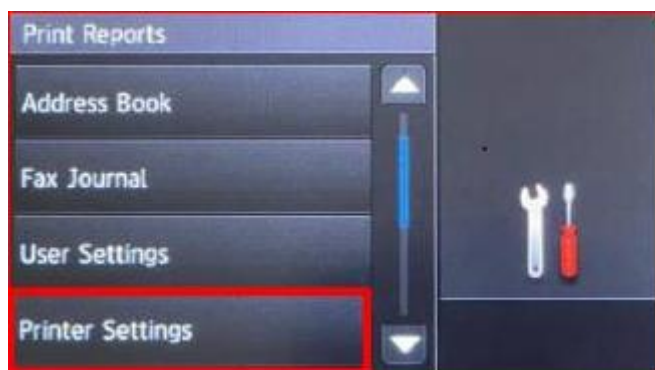 Print Reports
Address Book
Fax Journal
User Settings
Printer Settings